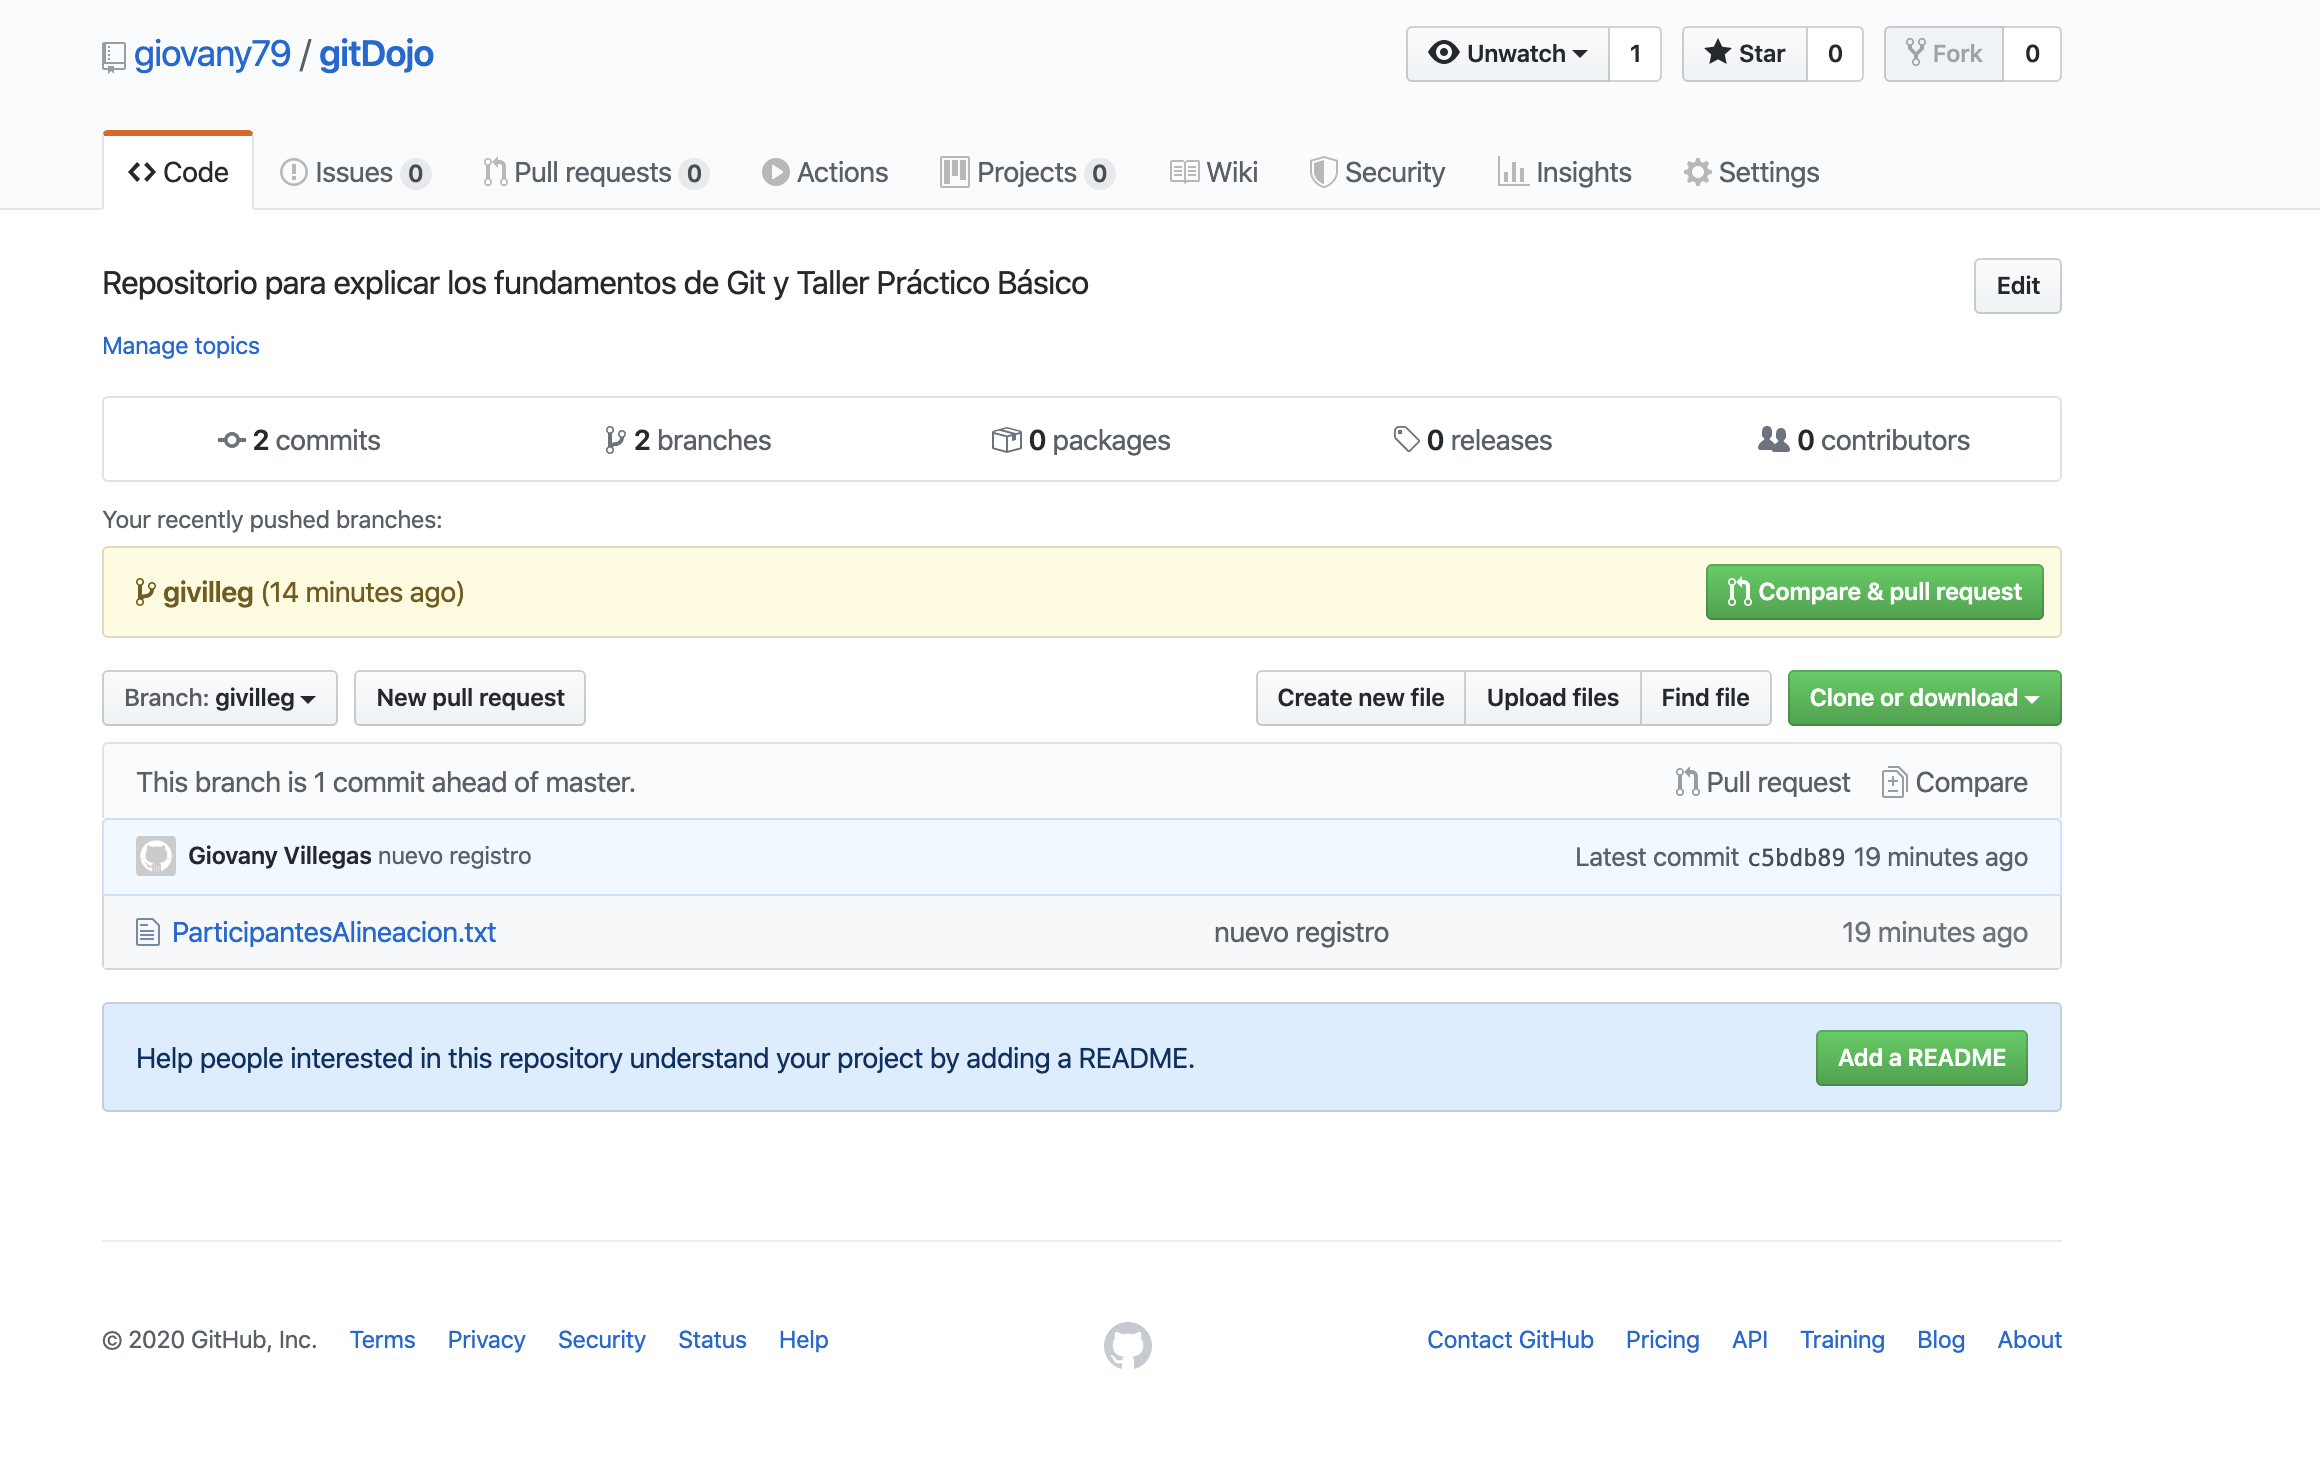 giovany79 / gitDojo
Unwatch 1 Star 0 Fork 0
Code Issues 0 Pull requests 0 Actions Projects 0 Wiki Security Insights Settings
Repositorio para explicar los fundamentos de Git y Taller Práctico Básico Edit
Manage topics
2 commits 2 branches 0 packages 0 releases 0 contributors
Your recently pushed branches:
givilleg (14 minutes ago) Compare & pull request
Branch: givilleg New pull request Create new file Upload files Find file Clone or download
This branch is 1 commit ahead of master. Pull request Compare
Giovany Villegas nuevo registro Latest commit c5bdb89 19 minutes ago
ParticipantesAlineacion.txt nuevo registro 19 minutes ago
Help people interested in this repository understand your project by adding a README. Add a README
© 2020 GitHub, Inc. Terms Privacy Security Status Help Contact GitHub Pricing API Training Blog About